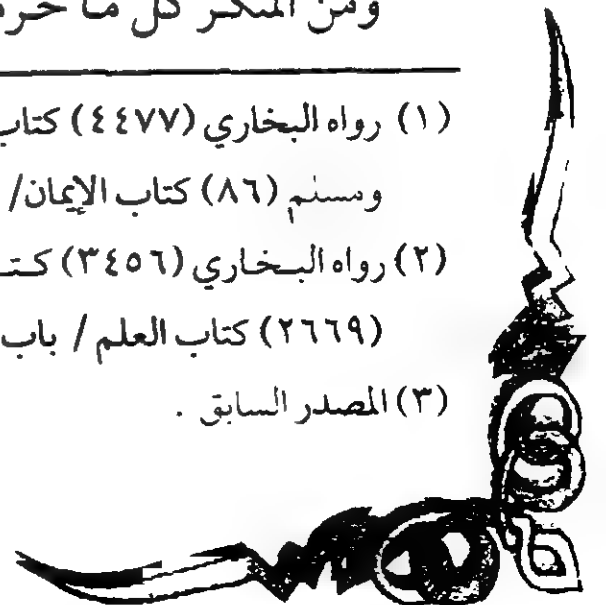 ومن المنكر كل ما حرم
(١) رواه البخاري (٤٤٧٧) كتاب
ومسلم (٨٦) كتاب الإيمان/
(٢) رواه البخاري (٣٤٥٦) كتـ
(٢٦٦٩) كتاب العلم / باب
(٣) المصدر السابق .